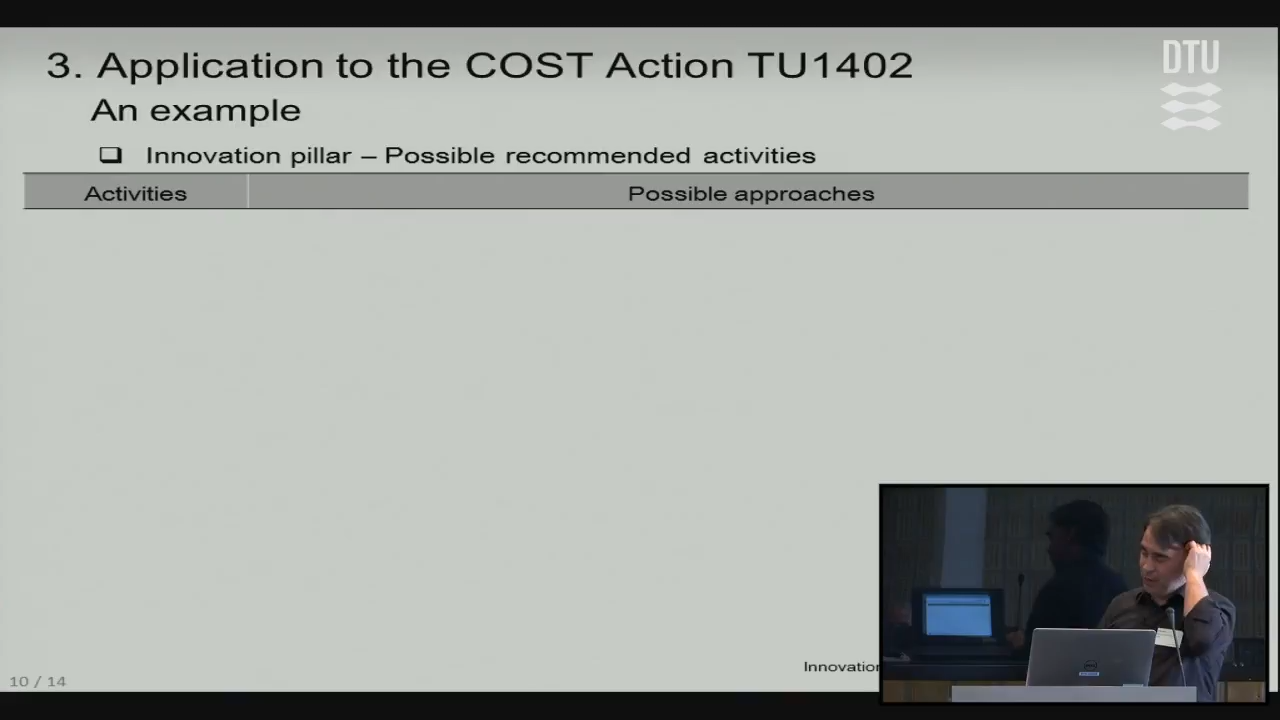 3. Application to the COST Action TU1402
DTU
An example
Innovation pillar – Possible recommended activities
Activities
Possible approaches
Innovation
10 / 14